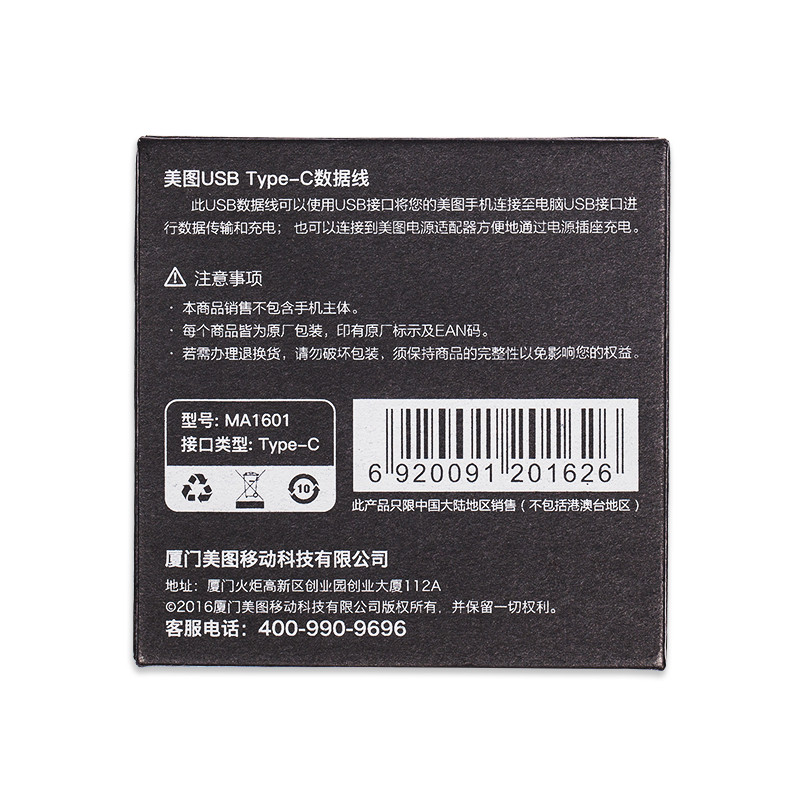 美图USB Type-C数据线
此USB数据线可以使用USB接口将您的美图手机连接至电脑USB接口进
行数据传输和充电；也可以连接到美图电源适配器方便地通过电源插座充电。
注意事项
· 本商品销售不包含手机主体。
· 每个商品皆为原厂包装，印有原厂标示及EAN码。
· 若需办理退换货，请勿破坏包装，须保持商品的完整性以免影响您的权益。
型号: MA1601
接口类型: Type-C
10
6 920091 201626
此产品只限中国大陆地区销售（不包括港澳台地区）
厦门美图移动科技有限公司
地址：厦门火炬高新区创业园创业大厦112A
©2016厦门美图移动科技有限公司版权所有，并保留一切权利。
客服电话：400-990-9696